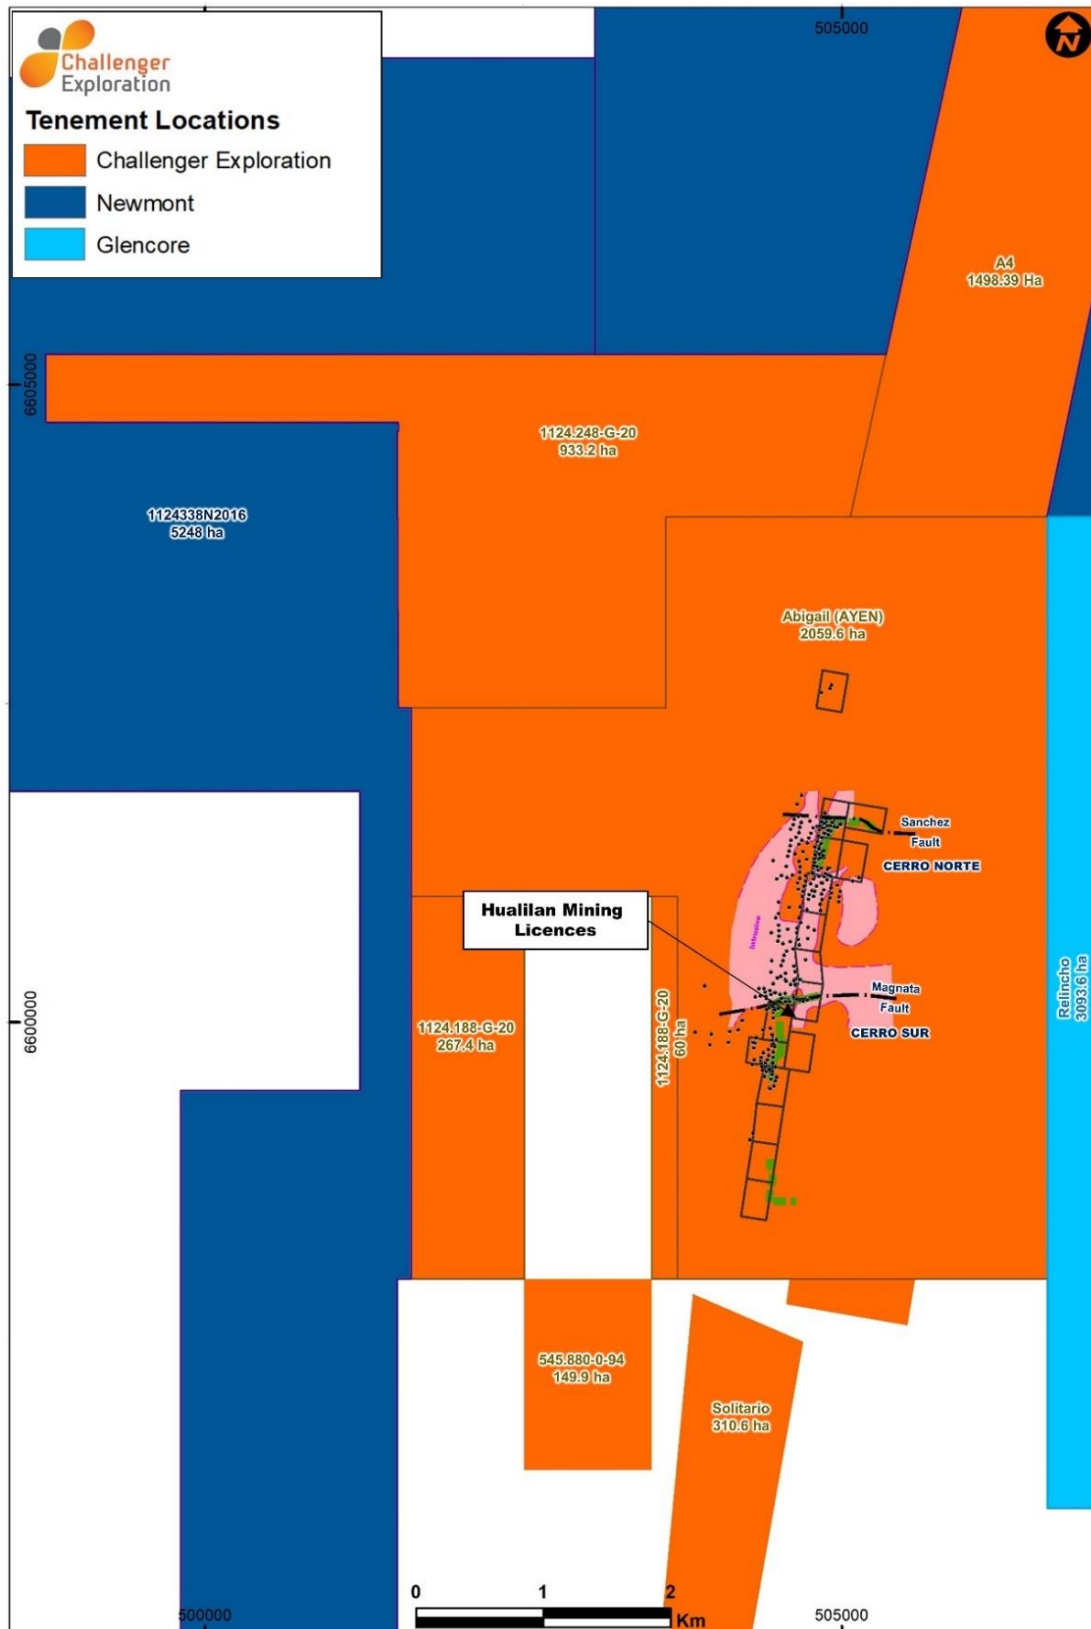 Challenger
Exploration
Tenement Locations
Challenger Exploration
Newmont
Glencore
505000
N
A4
1498.39 Ha
6605000
1124.248-G-20
933.2 ha
1124338N2016
5248 ha
Abigail (AYEN)
2059.6 ha
Sanchez
Fault
CERRO NORTE
Hualilan Mining
Licences
Intrusive
Magnata
Fault
CERRO SUR
6600000
1124.188-G-20
267.4 ha
1124.188-G-20
60 ha
Relincho
3093.6 ha
545.880-0-94
149.9 ha
Solitario
310.6 ha
0 1 2
Km
500000
505000